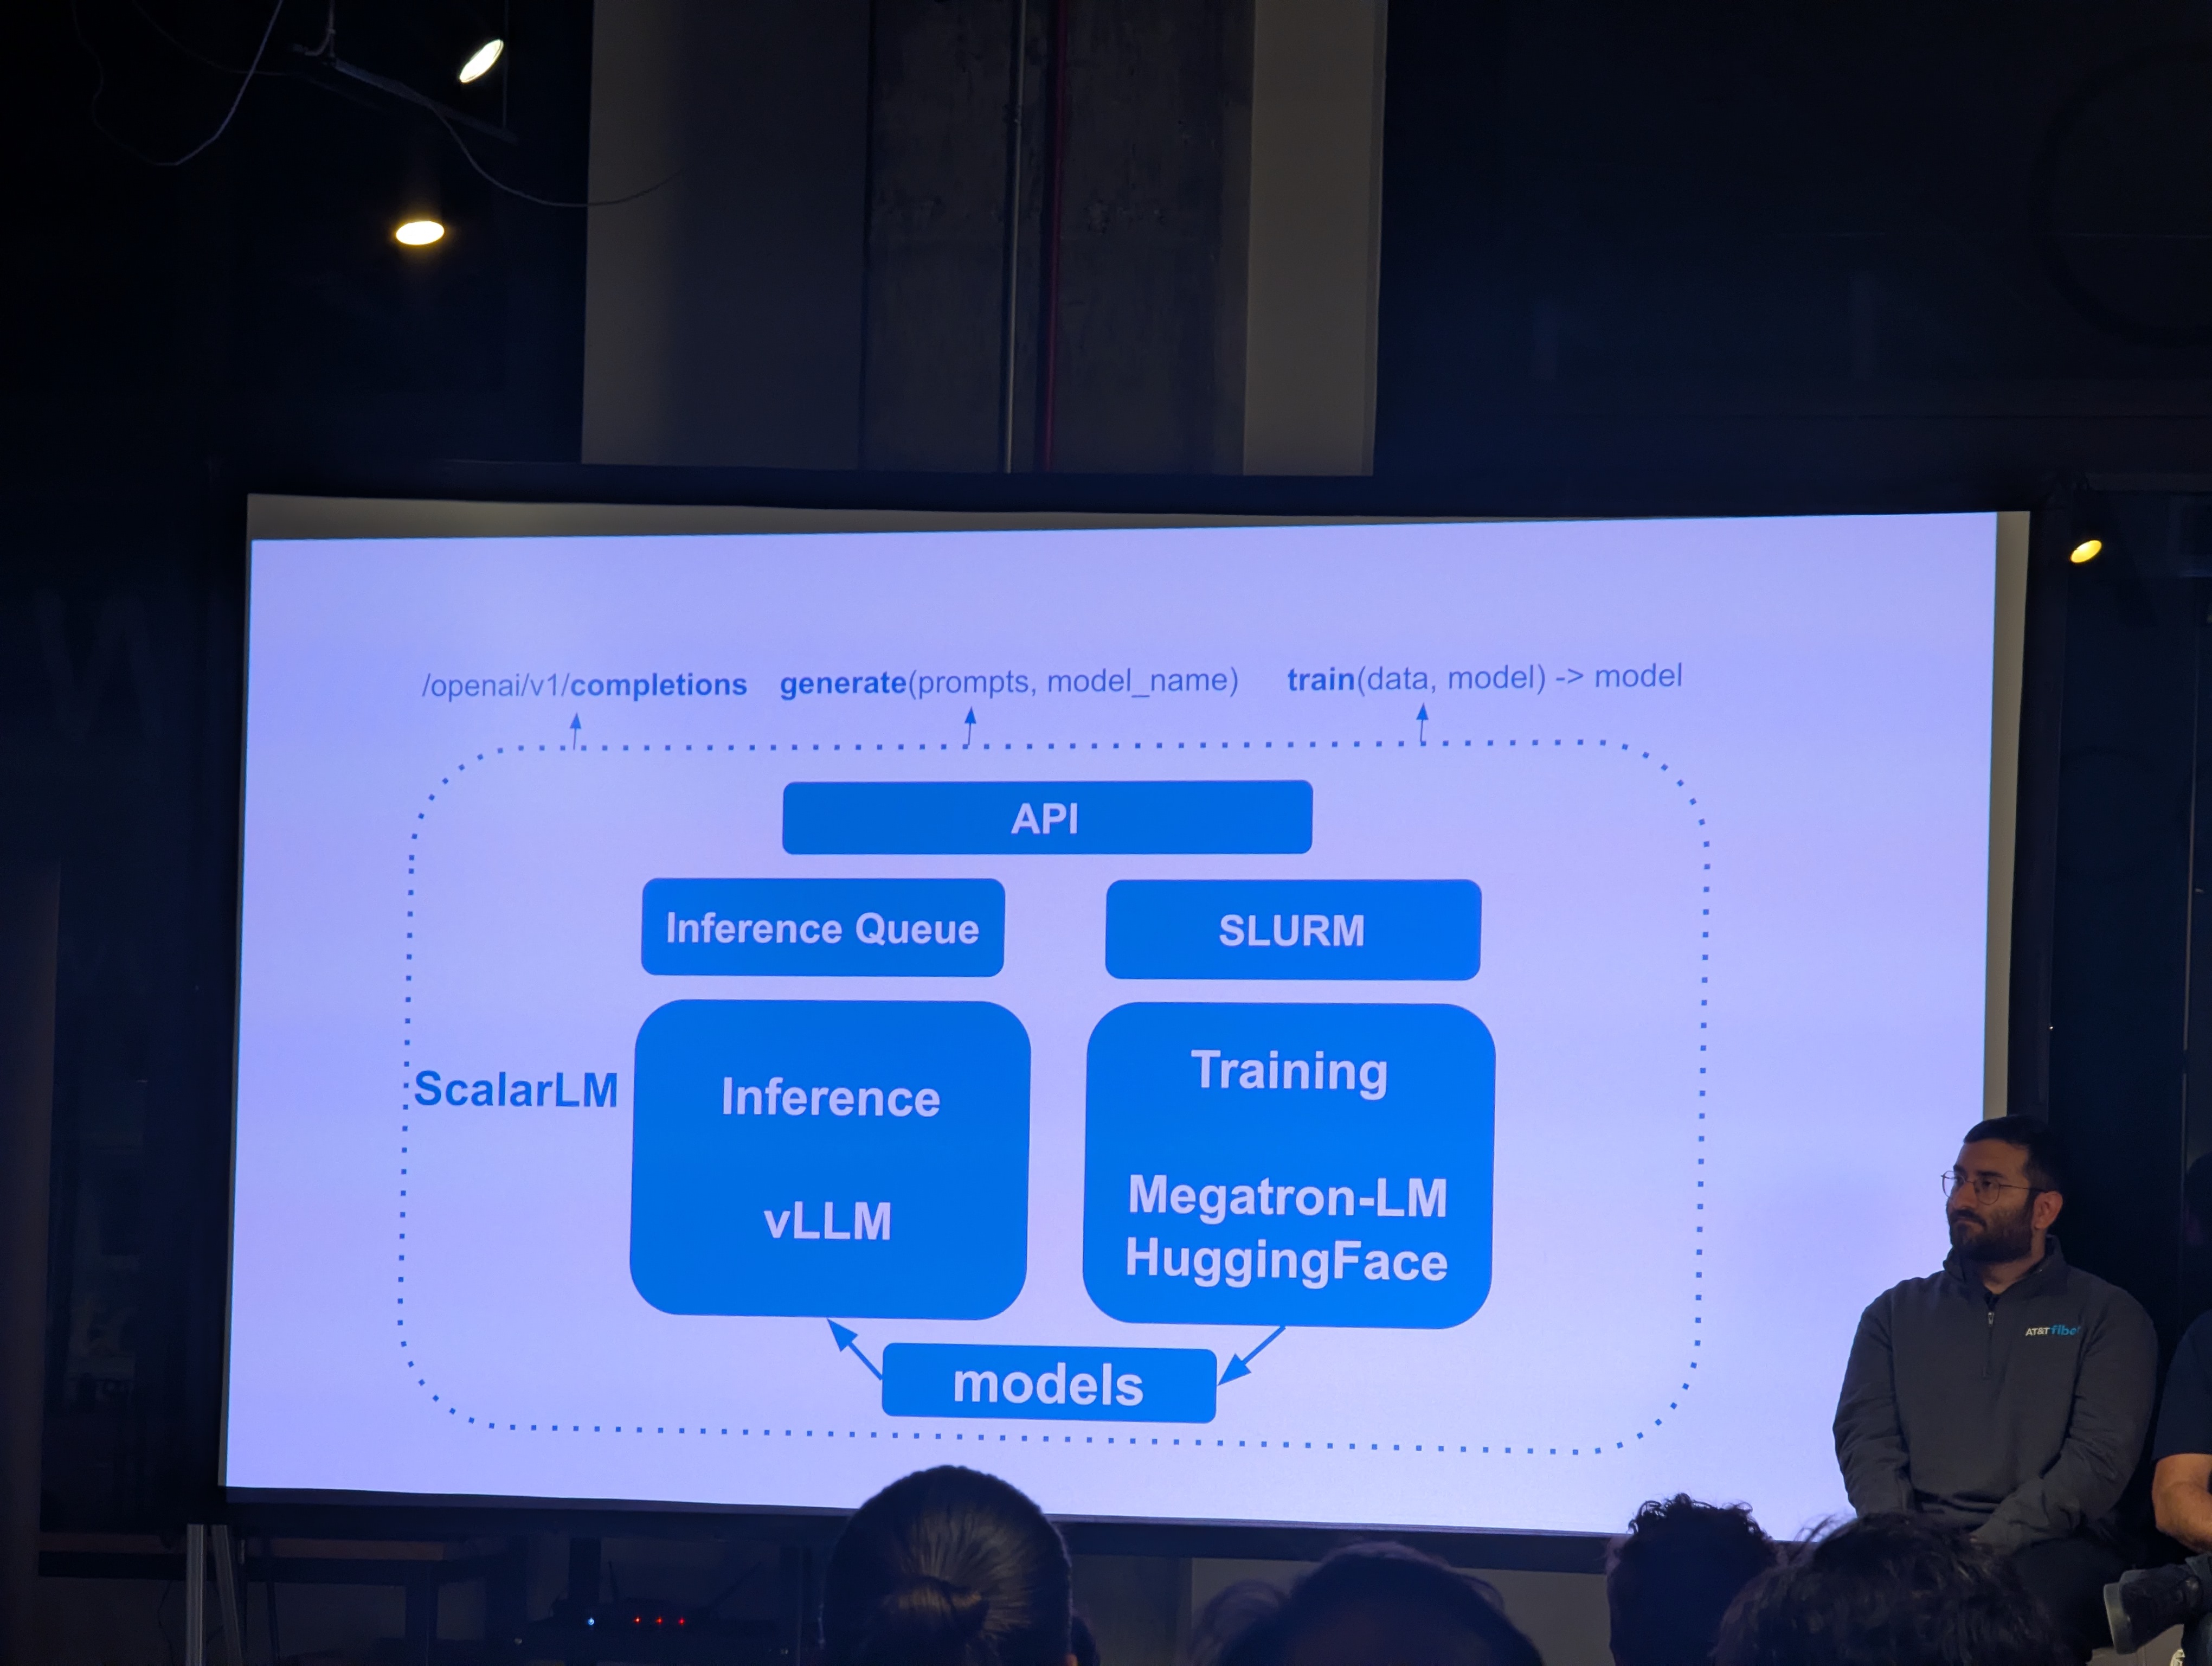 /openai/v1/completions generate(prompts, model_name) train(data, model) -> model
API
Inference Queue
SLURM
ScalarLM
Inference
vLLM
Training
Megatron-LM
HuggingFace
models
AT&T fiber